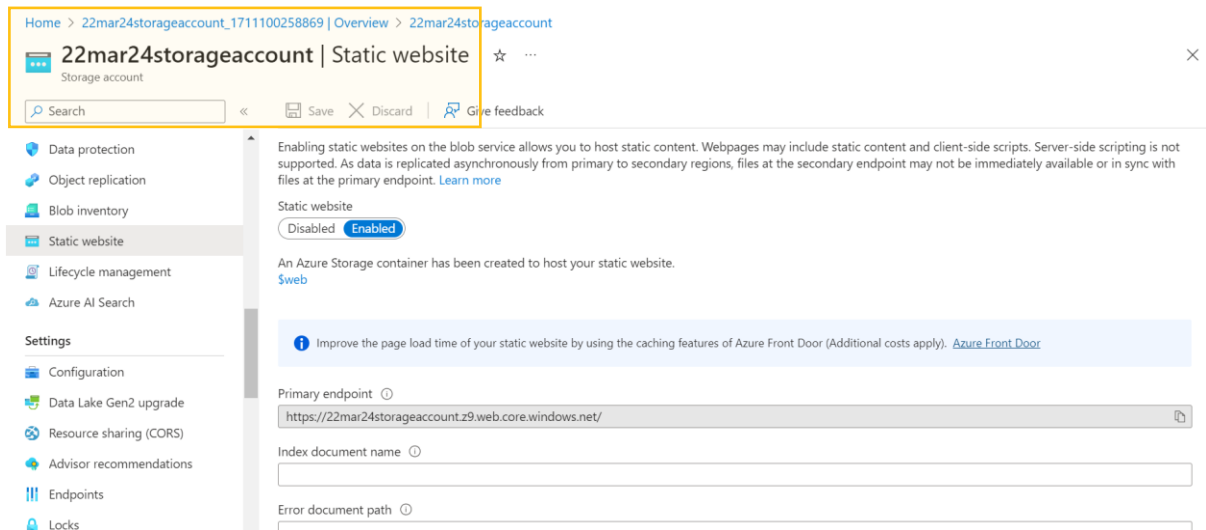 Home > 22mar24storageaccount_1711100258869 | Overview > 22mar24storageaccount
22mar24storageaccount | Static website
Storage account
Search
Save Discard Give feedback
Data protection
Object replication
Blob inventory
Static website
Lifecycle management
Azure AI Search
Settings
Configuration
Data Lake Gen2 upgrade
Resource sharing (CORS)
Advisor recommendations
Endpoints
Locks
Enabling static websites on the blob service allows you to host static content. Webpages may include static content and client-side scripts. Server-side scripting is not
supported. As data is replicated asynchronously from primary to secondary regions, files at the secondary endpoint may not be immediately available or in sync with
files at the primary endpoint. Learn more
Static website
Disabled Enabled
An Azure Storage container has been created to host your static website.
$web
Improve the page load time of your static website by using the caching features of Azure Front Door (Additional costs apply). Azure Front Door
Primary endpoint
https://22mar24storageaccount.z9.web.core.windows.net/
Index document name
Error document path